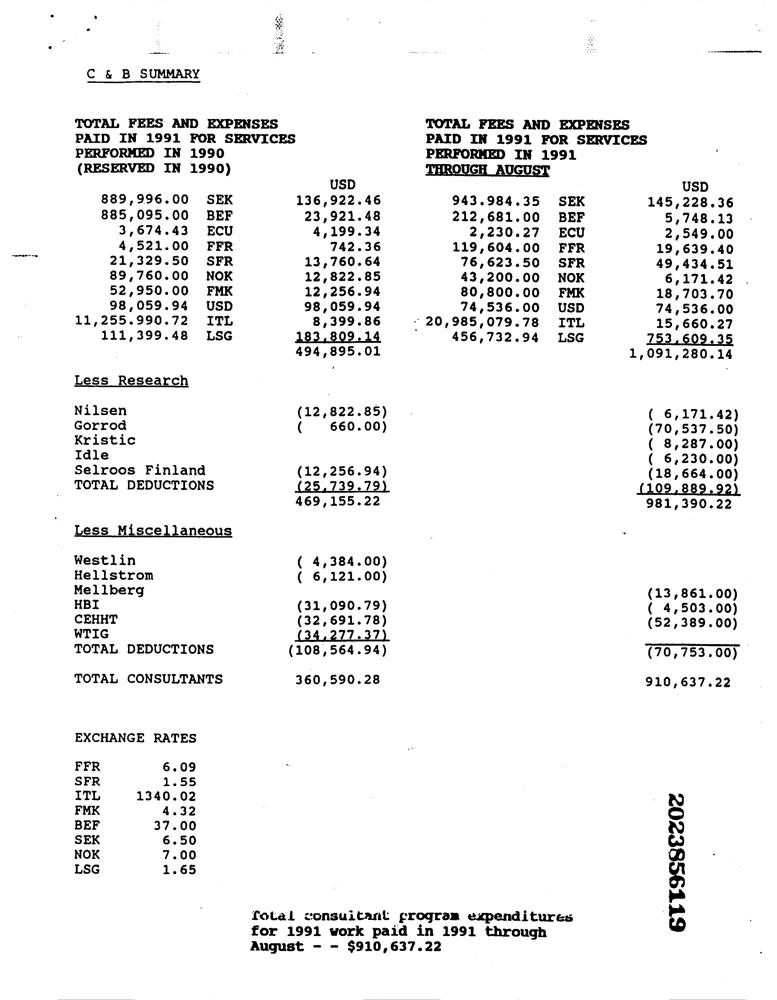 C & B SUMMARY
TOTAL FEES AND EXPENSES TOTAL FEES AND EXPENSES
PAID IN 1991 FOR SERVICES PAID IN 1991 FOR SERVICES
PERFORMED IN 1990 PERFORMED IN 1991
(RESERVED IN 1990) THROUGH AUGUST
USD USD
889,996.00 SEK 136,922.46 943.984.35 SEK 145,228.36
885,095.00 BEF 23,921.48 212,681.00 BEF 5,748.13
3,674.43 ECU 4,199.34 2,230.27 ECU 2,549.00
4,521.00 FFR 742.36 119,604.00 FFR 19,639.40
21,329.50 SFR 13,760.64 76,623.50 SFR 49,434.51
89,760.00 NOK 12,822.85 43,200.00 NOK 6,171.42
52,950.00 FMK 12,256.94 80,800.00 FMK 18,703.70
98,059.94 USD 98,059.94 74,536.00 USD 74,536.00
11,255.990.72 ITL 8,399.86 20,985,079.78 ITL 15,660.27
111,399.48 LSG 183,809.14 456,732.94 LSG 753,609.35
494,895.01 1,091,280.14
Less Research
Nilsen (12,822.85) ( 6,171.42)
Gorrod ( 660.00) (70,537.50)
Kristic ( 8,287.00)
Idle ( 6,230.00)
Selroos Finland (12,256.94) (18,664.00)
TOTAL DEDUCTIONS (25,739.79) (109,889.92)
469,155.22 981,390.22
Less Miscellaneous
Westlin ( 4,384.00)
Hellstrom ( 6,121.00)
Mellberg (13,861.00)
HBI (31,090.79) ( 4,503.00)
CEHHT (32,691.78) (52,389.00)
WTIG (34,277.37)
TOTAL DEDUCTIONS (108,564.94) (70,753.00)
TOTAL CONSULTANTS 360,590.28 910,637.22
EXCHANGE RATES
FFR 6.09
SFR 1.55
ITL 1340.02
FMK 4.32
BEF 37.00
SEK 6.50
NOK 7.00
LSG 1.65
Total consultant program expenditures
for 1991 work paid in 1991 through
August - - $910,637.22
2023856119